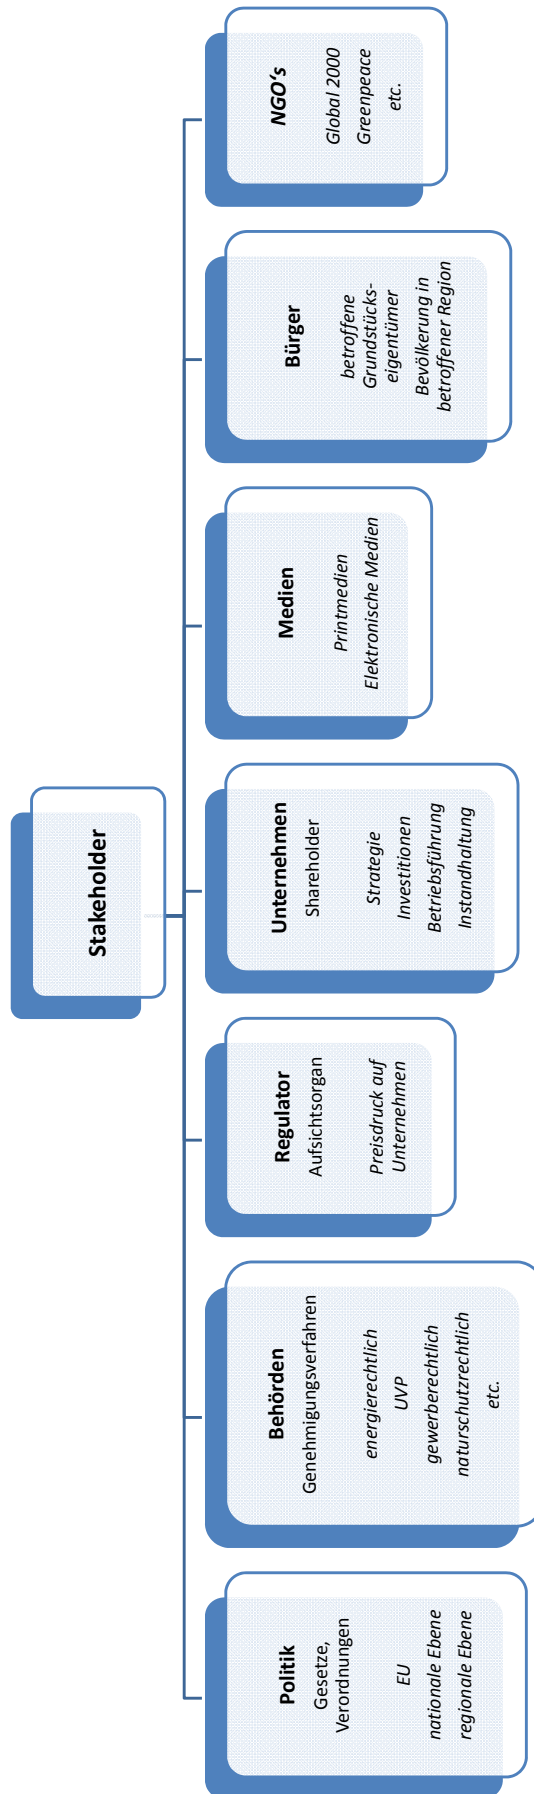 Stakeholder
Politik
Gesetze,
Verordnungen
EU
nationale Ebene
regionale Ebene
Behörden
Genehmigungsverfahren
energierechtlich
UVP
gewerberechtlich
naturschutzrechtlich
etc.
Regulator
Aufsichtsorgan
Preisdruck auf
Unternehmen
Unternehmen
Shareholder
Strategie
Investitionen
Betriebsführung
Instandhaltung
Medien
Printmedien
Elektronische Medien
Bürger
betroffene
Grundstücks-
eigentümer
Bevölkerung in
betroffener Region
NGO's
Global 2000
Greenpeace
etc.